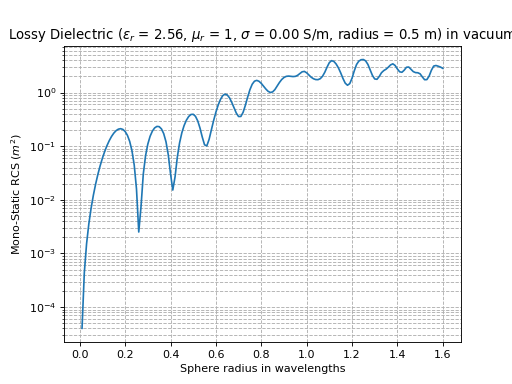 Lossy Dielectric (εᵣ = 2.56, μᵣ = 1, σ = 0.00 S/m, radius = 0.5 m) in vacuum
Mono-Static RCS (m²)
10⁰
10⁻¹
10⁻²
10⁻³
10⁻⁴
0.0 0.2 0.4 0.6 0.8 1.0 1.2 1.4 1.6
Sphere radius in wavelengths